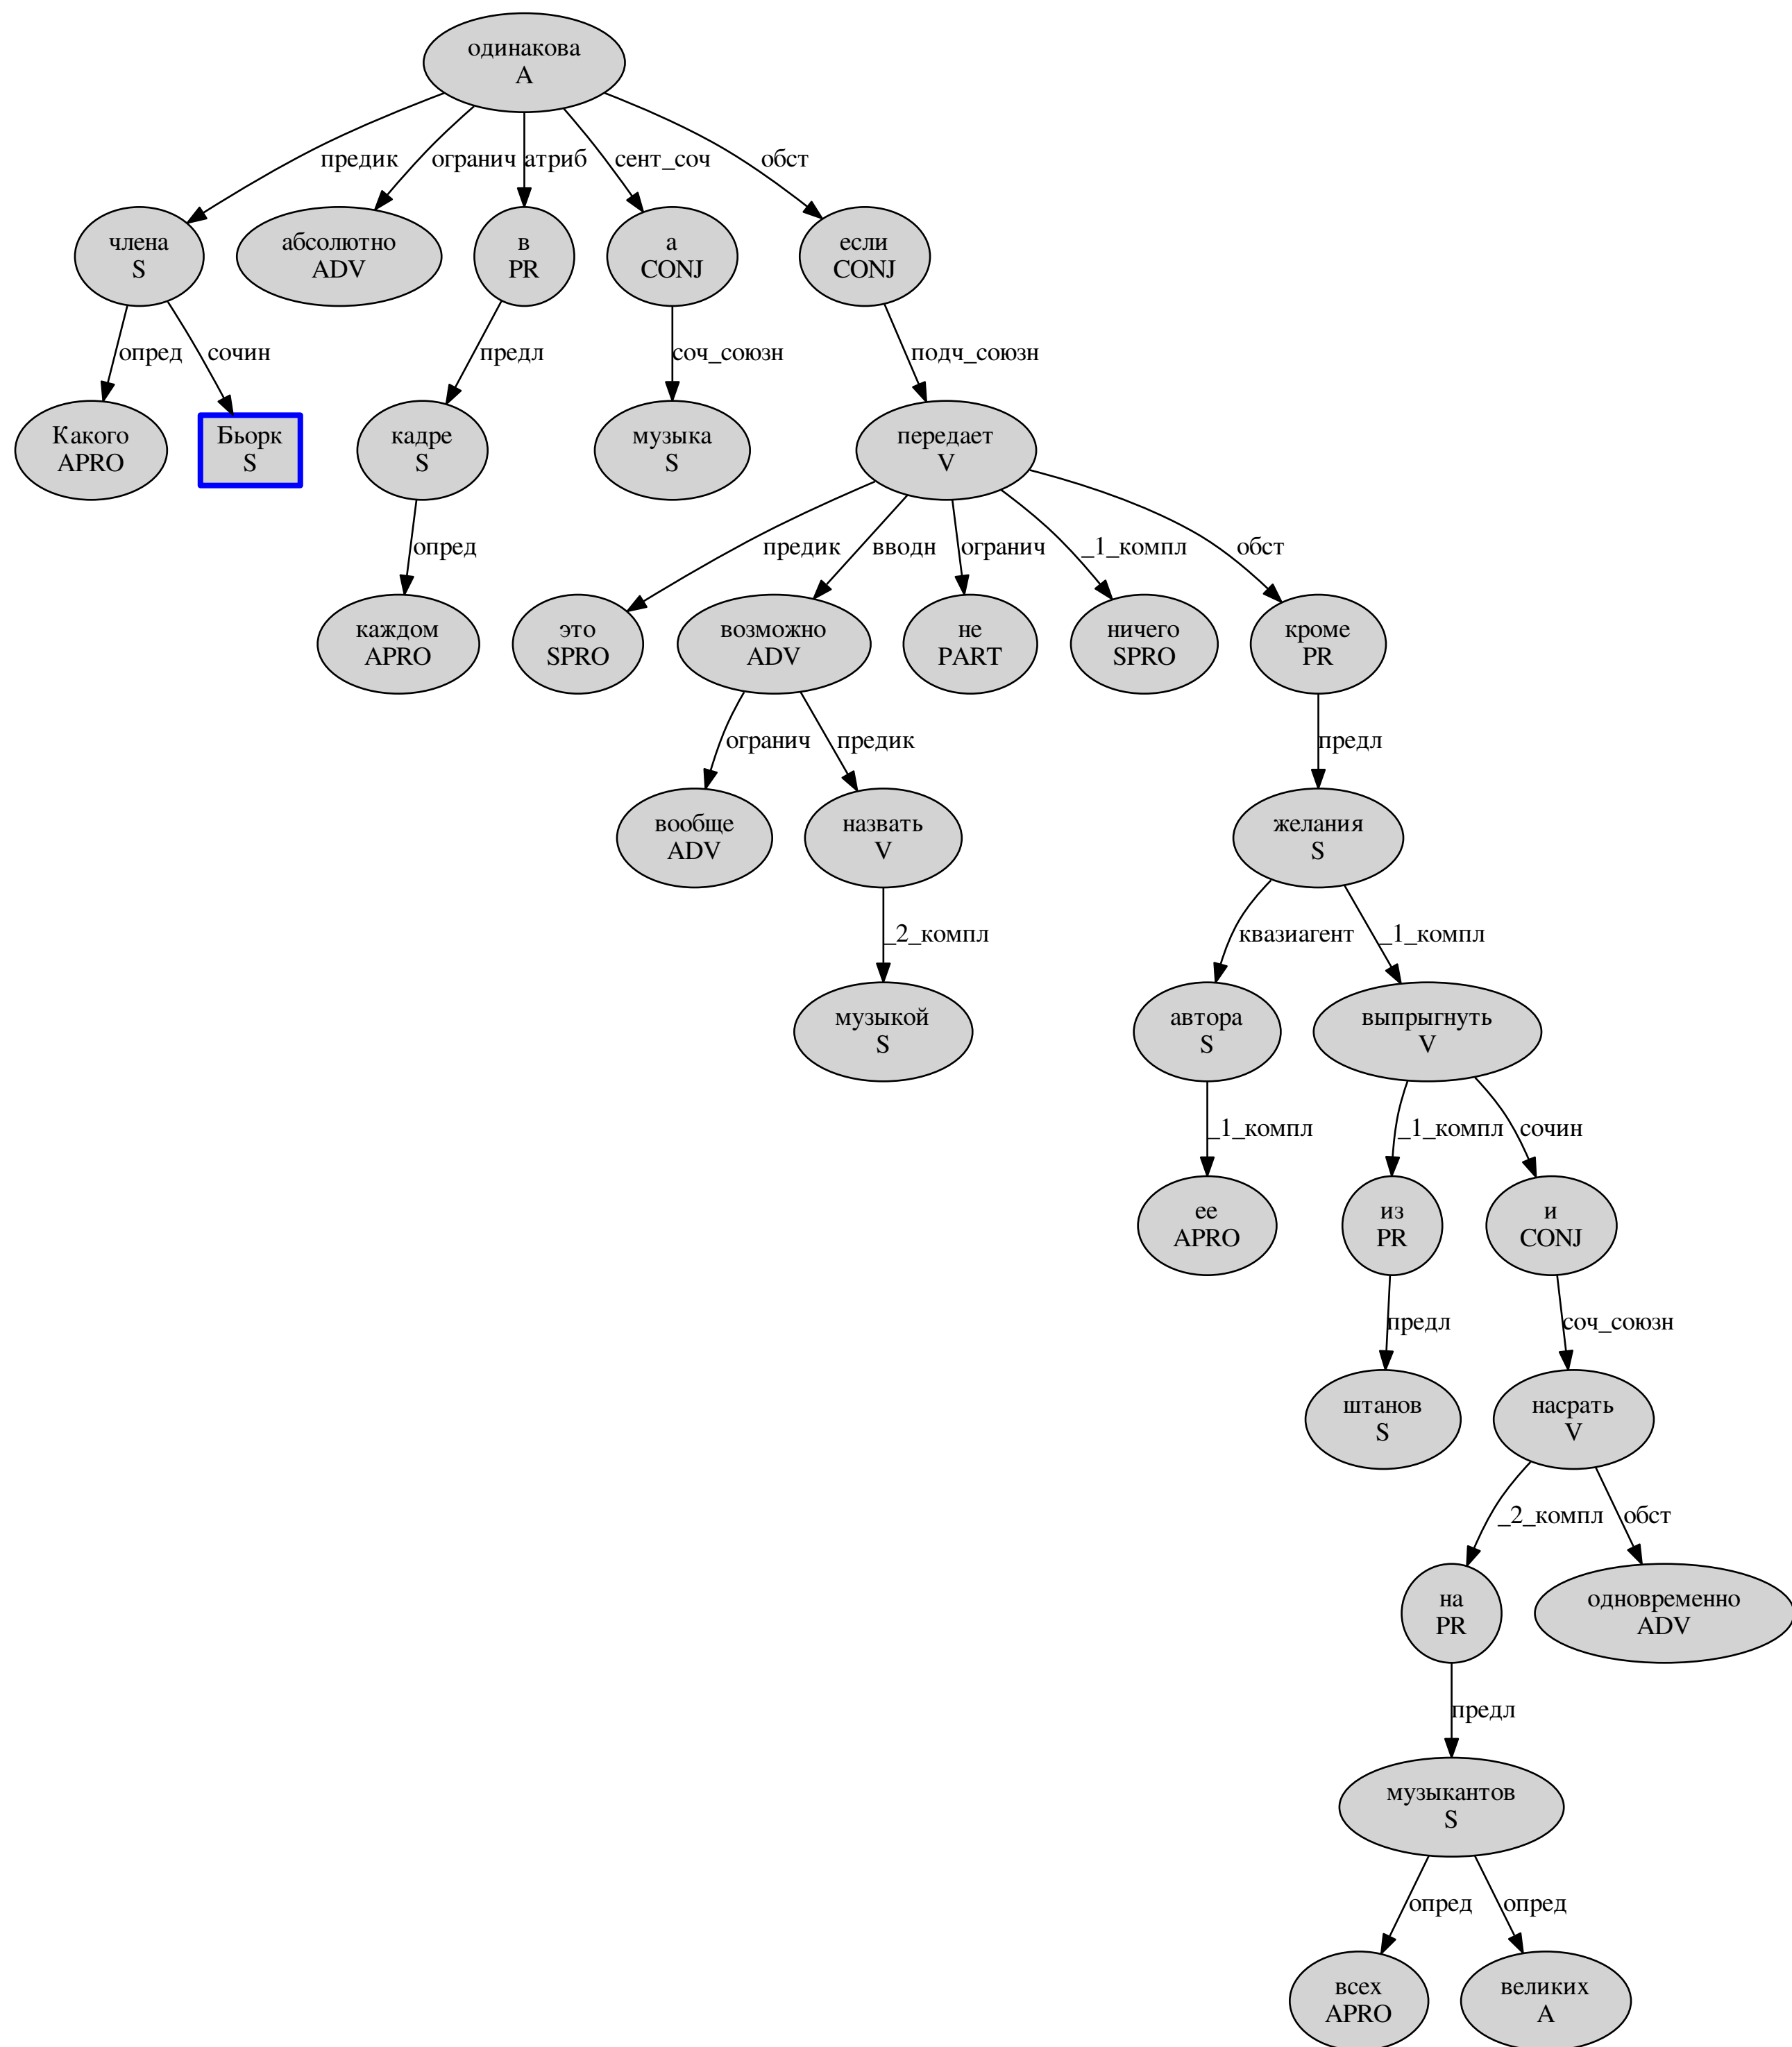 одинакова
A
предик
огранич
атриб
сент_соч
обст
члена
S
абсолютно
ADV
в
PR
а
CONJ
если
CONJ
опред
сочин
предл
соч_союзн
подч_союзн
Какого
APRO
Бьорк
S
кадре
S
музыка
S
передает
V
опред
предик
вводн
огранич
_1_компл
обст
каждом
APRO
это
SPRO
возможно
ADV
не
PART
ничего
SPRO
кроме
PR
огранич
предик
предл
вообще
ADV
назвать
V
желания
S
_2_компл
квазиагент
_1_компл
музыкой
S
автора
S
выпрыгнуть
V
_1_компл
_1_компл
сочин
ее
APRO
из
PR
и
CONJ
предл
соч_союзн
штанов
S
насрать
V
_2_компл
обст
на
PR
одновременно
ADV
предл
музыкантов
S
опред
опред
всех
APRO
великих
A